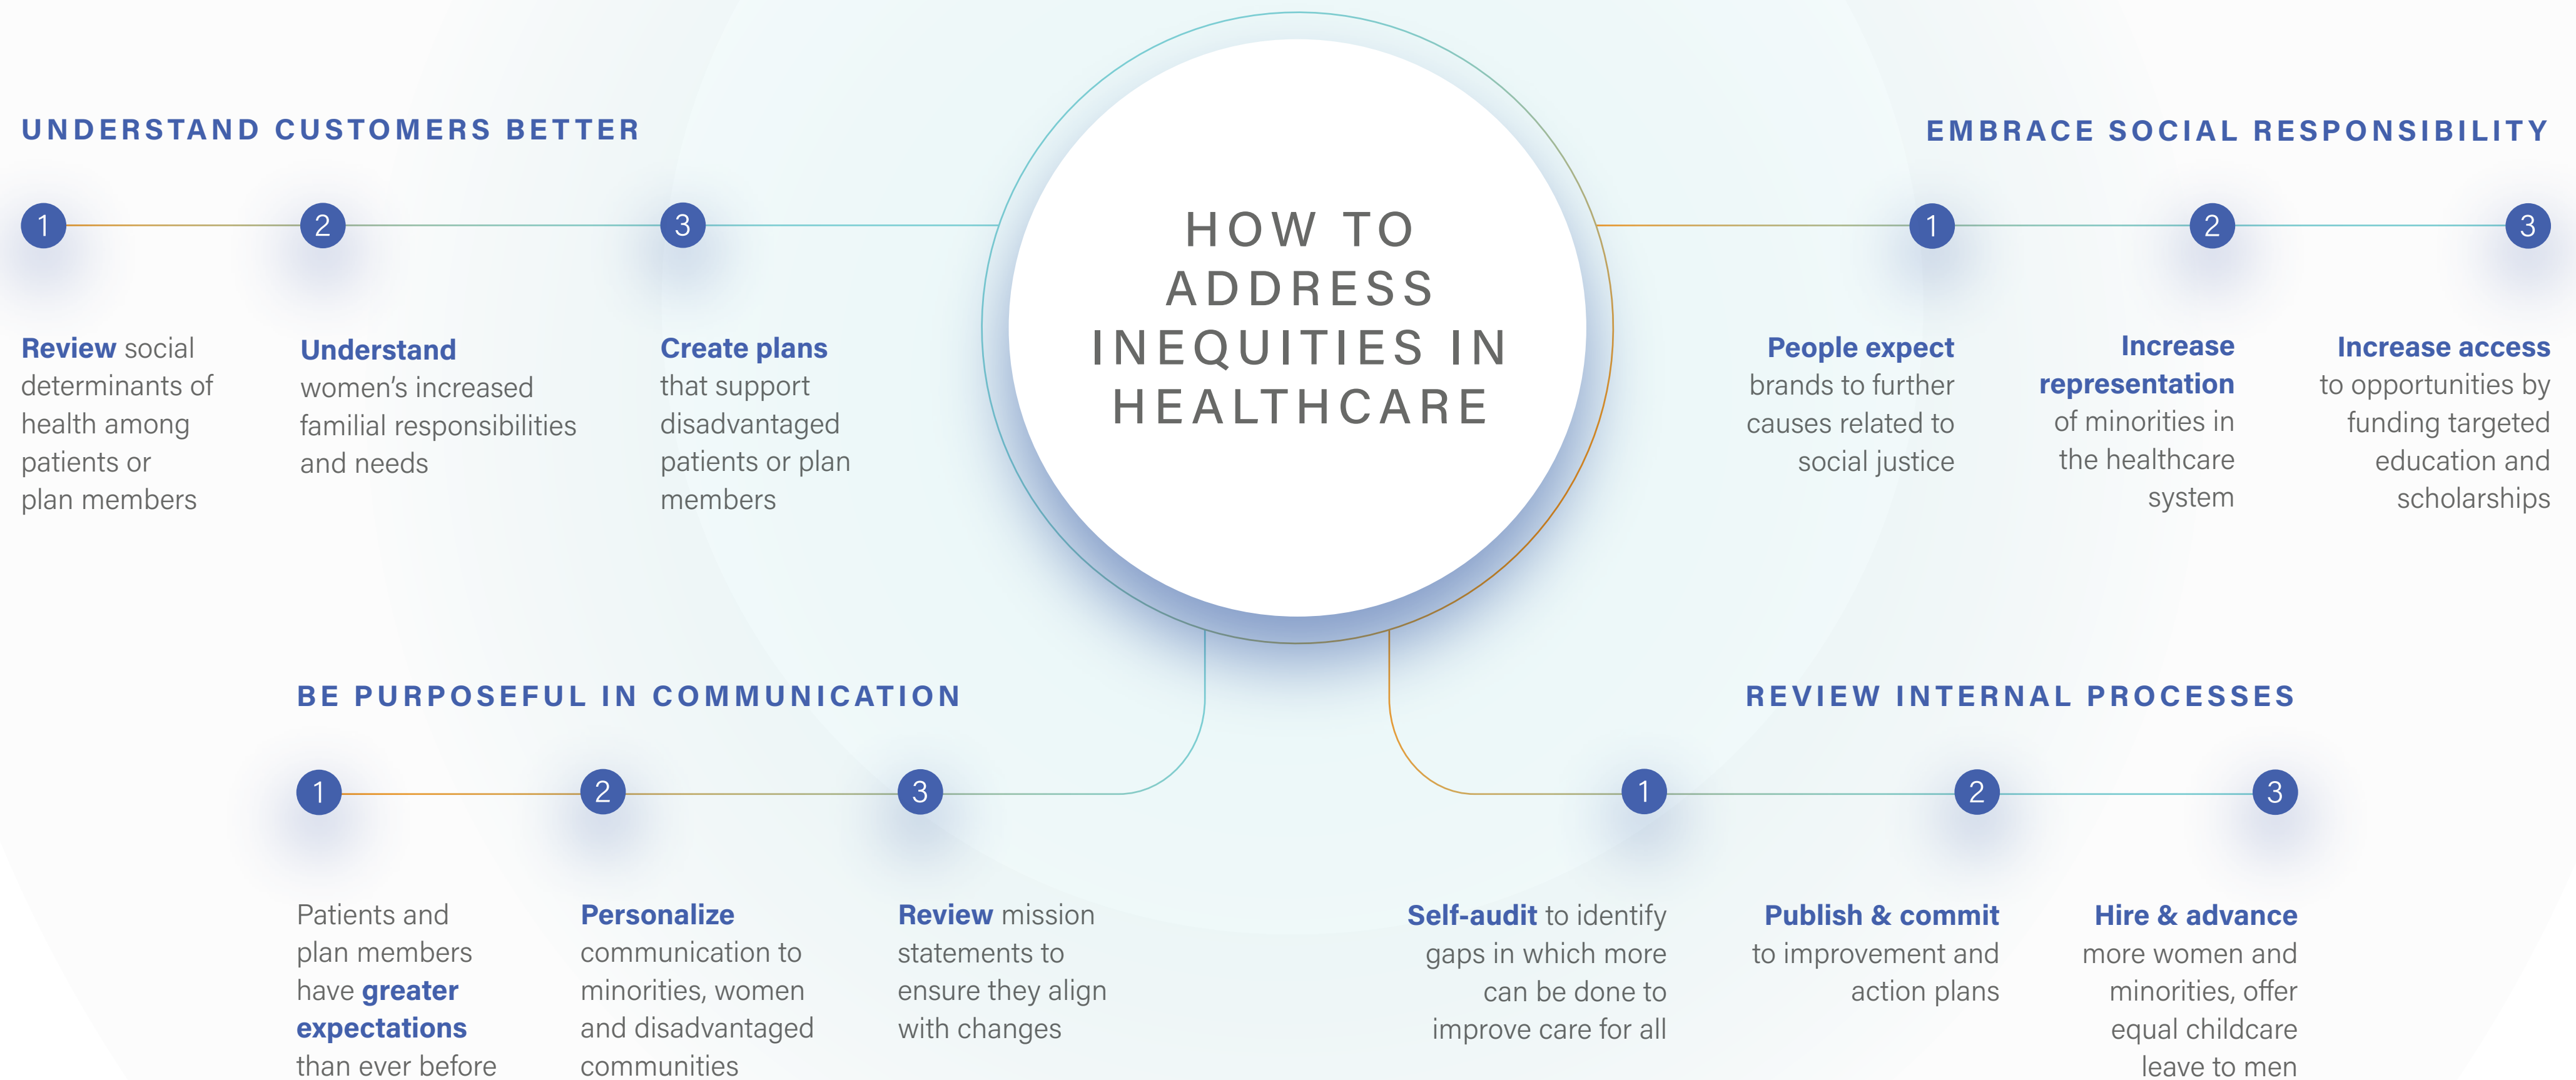 HOW TO
ADDRESS
INEQUITIES IN
HEALTHCARE
UNDERSTAND CUSTOMERS BETTER
1
Review social
determinants of
health among
patients or
plan members
2
Understand
women’s increased
familial responsibilities
and needs
3
Create plans
that support
disadvantaged
patients or plan
members
EMBRACE SOCIAL RESPONSIBILITY
1
People expect
brands to further
causes related to
social justice
2
Increase
representation
of minorities in
the healthcare
system
3
Increase access
to opportunities by
funding targeted
education and
scholarships
BE PURPOSEFUL IN COMMUNICATION
1
Patients and
plan members
have greater
expectations
than ever before
2
Personalize
communication to
minorities, women
and disadvantaged
communities
3
Review mission
statements to
ensure they align
with changes
REVIEW INTERNAL PROCESSES
1
Self-audit to identify
gaps in which more
can be done to
improve care for all
2
Publish & commit
to improvement and
action plans
3
Hire & advance
more women and
minorities, offer
equal childcare
leave to men